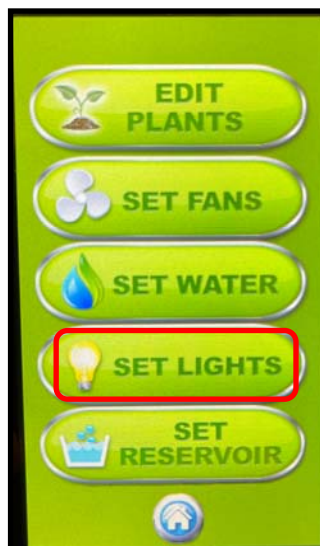 EDIT
PLANTS
SET FANS
SET WATER
SET LIGHTS
SET
RESERVOIR